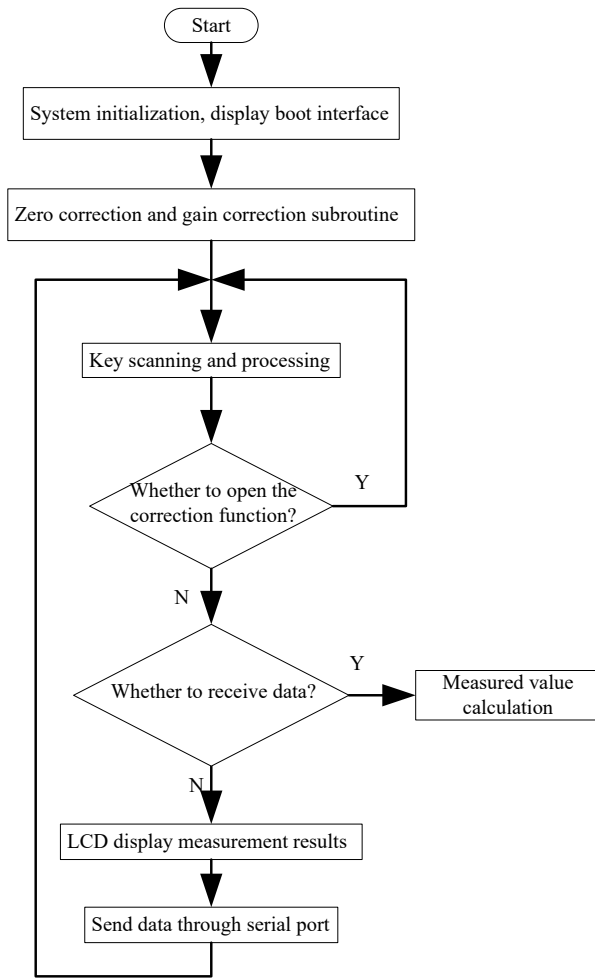 Start
System initialization, display boot interface
Zero correction and gain correction subroutine
Key scanning and processing
Whether to open the
correction function?
Y
N
Whether to receive data?
Y
Measured value
calculation
N
LCD display measurement results
Send data through serial port